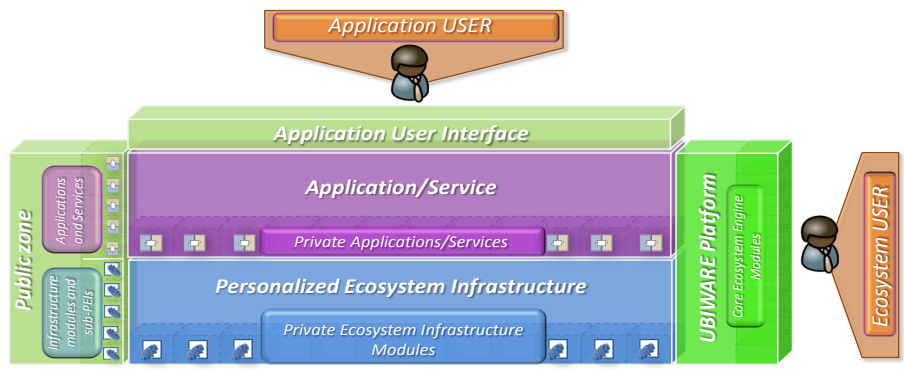 Application USER
Application User Interface
Public zone
Applications
and Services
Infrastructure
modules and
sub-PEIs
Application/Service
Private Applications/Services
Personalized Ecosystem Infrastructure
Private Ecosystem Infrastructure
Modules
UBIWARE Platform
Core Ecosystem Engine
Modules
Ecosystem USER